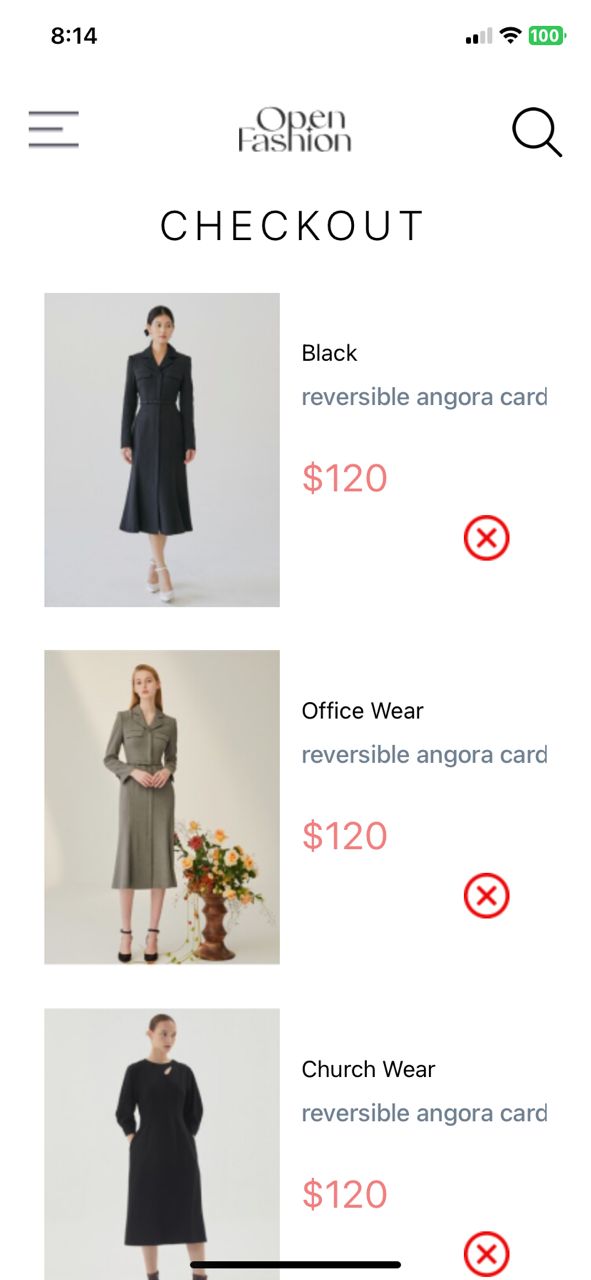 8:14
100
Open
Fashion
CHECKOUT
Black
reversible angora card
$120
Office Wear
reversible angora card
$120
Church Wear
reversible angora card
$120